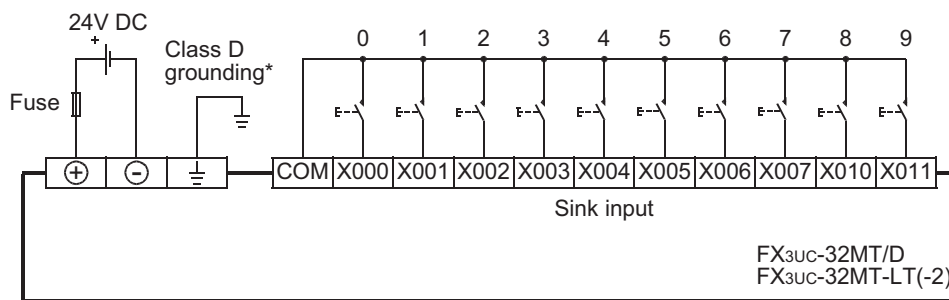 24V DC
+
Class D
grounding*
Fuse
0 1 2 3 4 5 6 7 8 9
+ - COM X000 X001 X002 X003 X004 X005 X006 X007 X010 X011
Sink input
FX3UC-32MT/D
FX3UC-32MT-LT(-2)